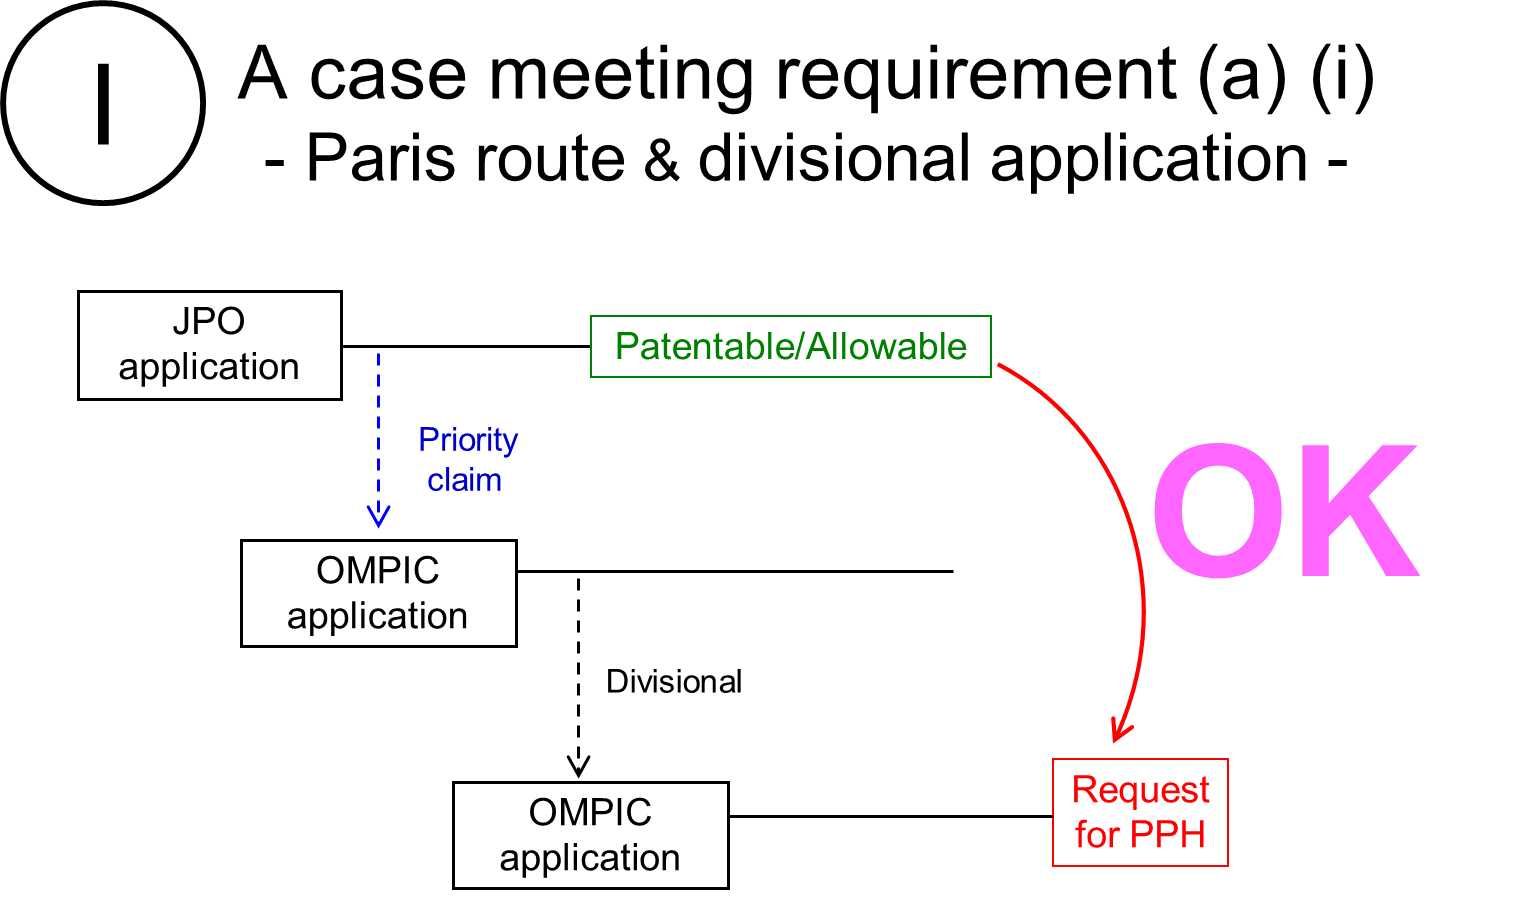 I
A case meeting requirement (a) (i)
- Paris route & divisional application -
JPO
application
Patentable/Allowable
Priority
claim
OK
OMPIC
application
Divisional
OMPIC
application
Request
for PPH